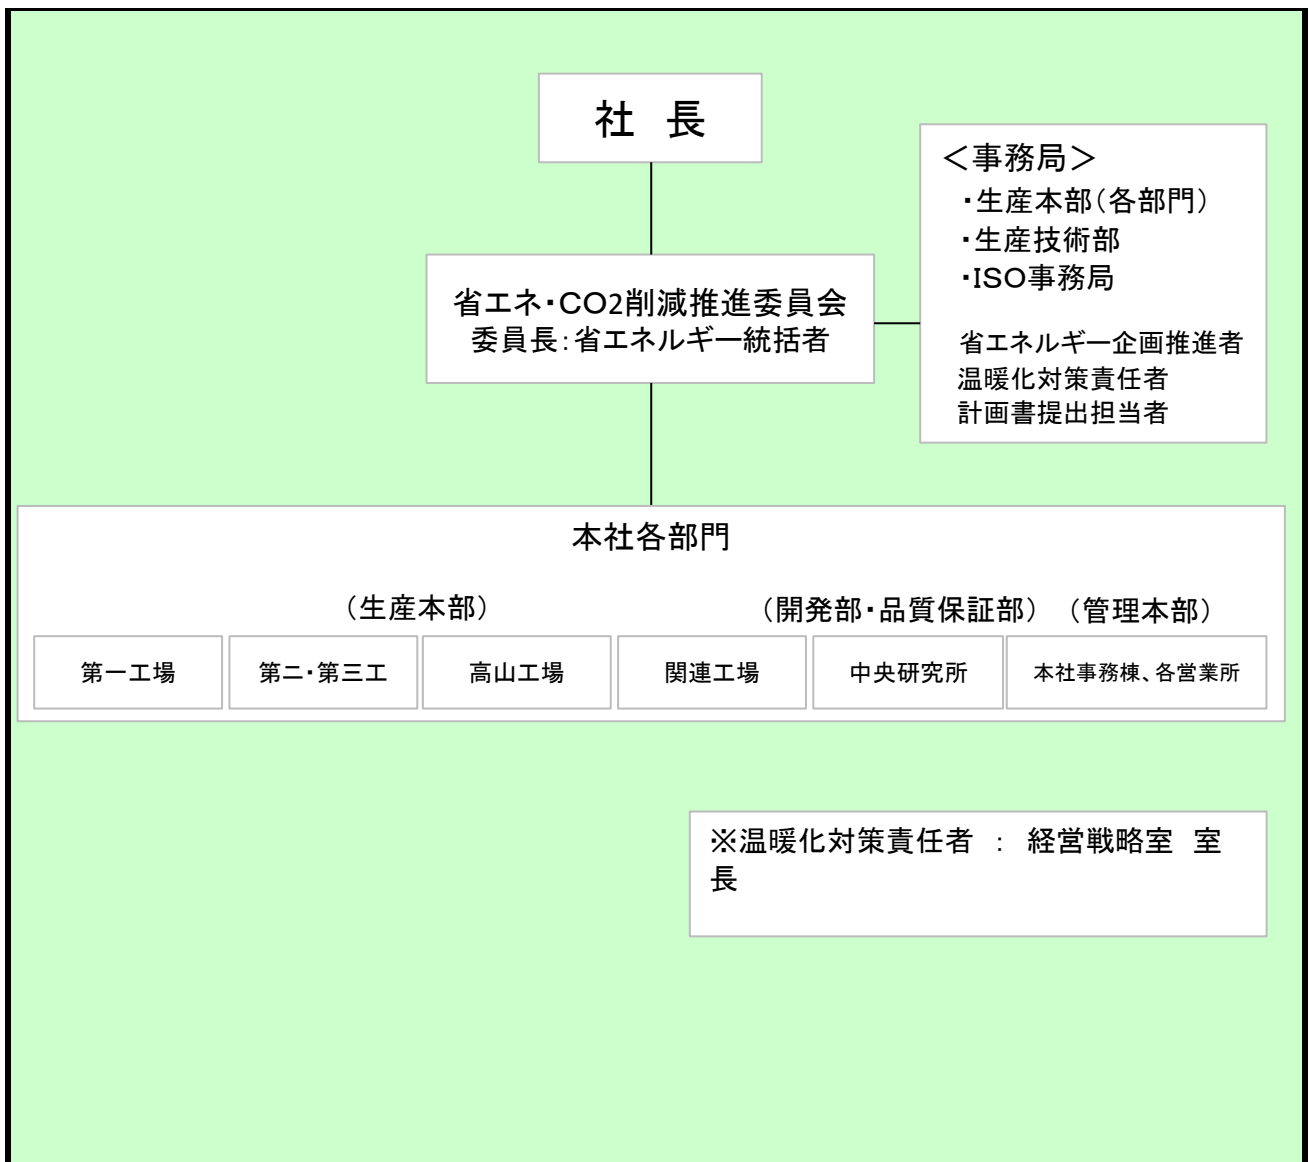 社　長
＜事務局＞
・生産本部（各部門）
・生産技術部
・ISO事務局
省エネルギー企画推進者
温暖化対策責任者
計画書提出担当者
省エネ・CO2削減推進委員会
委員長：省エネルギー統括者
本社各部門
（生産本部）
（開発部・品質保証部）
（管理本部）
第一工場
第二・第三工
高山工場
関連工場
中央研究所
本社事務棟、各営業所
※温暖化対策責任者　：　経営戦略室　室
長